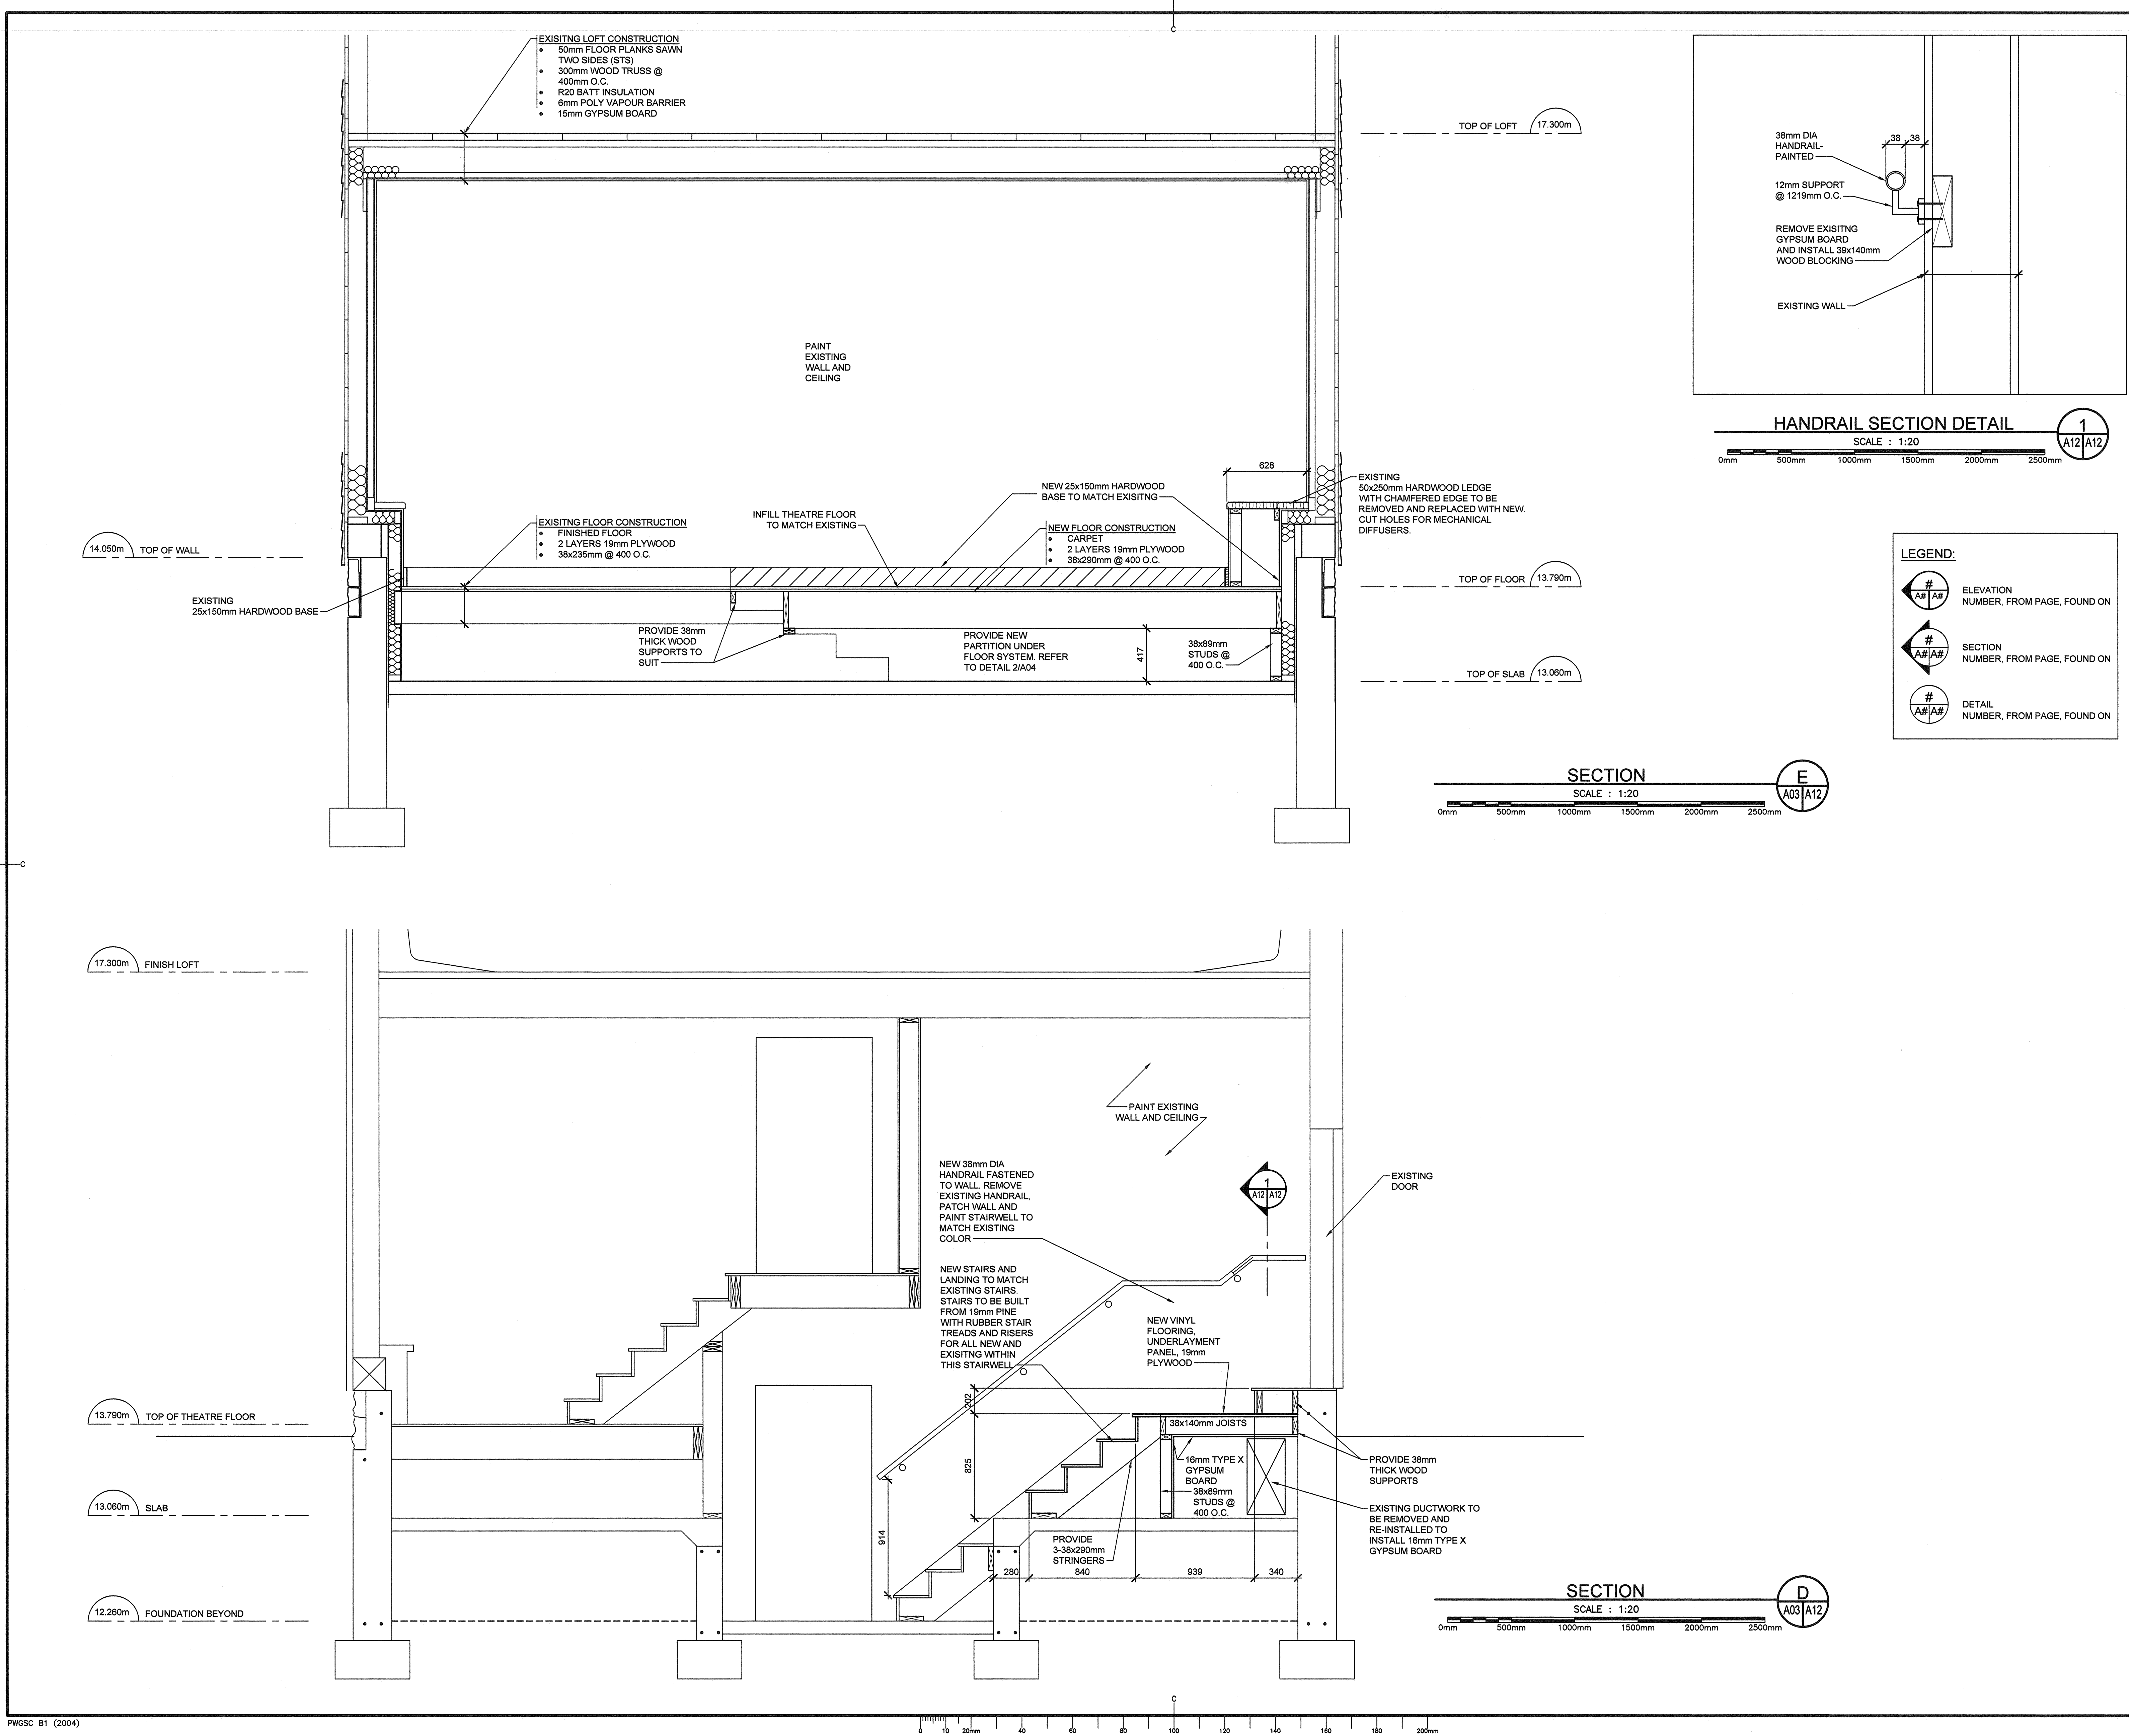 C
EXISITNG LOFT CONSTRUCTION
• 50mm FLOOR PLANKS SAWN
TWO SIDES (STS)
• 300mm WOOD TRUSS @
400mm O.C.
• R20 BATT INSULATION
• 6mm POLY VAPOUR BARRIER
• 15mm GYPSUM BOARD
TOP OF LOFT 17.300m
PAINT
EXISTING
WALL AND
CEILING
628
NEW 25x150mm HARDWOOD
BASE TO MATCH EXISITNG
EXISTING
50x250mm HARDWOOD LEDGE
WITH CHAMFERED EDGE TO BE
REMOVED AND REPLACED WITH NEW.
CUT HOLES FOR MECHANICAL
DIFFUSERS.
INFILL THEATRE FLOOR
TO MATCH EXISTING
EXISITNG FLOOR CONSTRUCTION
• FINISHED FLOOR
• 2 LAYERS 19mm PLYWOOD
• 38x235mm @ 400 O.C.
NEW FLOOR CONSTRUCTION
• CARPET
• 2 LAYERS 19mm PLYWOOD
• 38x290mm @ 400 O.C.
14.050m TOP OF WALL
TOP OF FLOOR 13.790m
EXISTING
25x150mm HARDWOOD BASE
PROVIDE 38mm
THICK WOOD
SUPPORTS TO
SUIT
PROVIDE NEW
PARTITION UNDER
FLOOR SYSTEM. REFER
TO DETAIL 2/A04
417
38x89mm
STUDS @
400 O.C.
TOP OF SLAB 13.060m
38mm DIA
HANDRAIL-
PAINTED
38 38
12mm SUPPORT
@ 1219mm O.C.
REMOVE EXISITNG
GYPSUM BOARD
AND INSTALL 39x140mm
WOOD BLOCKING
EXISTING WALL
HANDRAIL SECTION DETAIL
SCALE : 1:20
1
A12 A12
0mm 500mm 1000mm 1500mm 2000mm 2500mm
LEGEND:
#
A# A#
ELEVATION
NUMBER, FROM PAGE, FOUND ON
#
A# A#
SECTION
NUMBER, FROM PAGE, FOUND ON
#
A# A#
DETAIL
NUMBER, FROM PAGE, FOUND ON
SECTION
SCALE : 1:20
E
A03 A12
0mm 500mm 1000mm 1500mm 2000mm 2500mm
C
17.300m FINISH LOFT
PAINT EXISTING
WALL AND CEILING
NEW 38mm DIA
HANDRAIL FASTENED
TO WALL. REMOVE
EXISTING HANDRAIL,
PATCH WALL AND
PAINT STAIRWELL TO
MATCH EXISTING
COLOR
1
A12 A12
EXISTING
DOOR
NEW STAIRS AND
LANDING TO MATCH
EXISTING STAIRS.
STAIRS TO BE BUILT
FROM 19mm PINE
WITH RUBBER STAIR
TREADS AND RISERS
FOR ALL NEW AND
EXISITNG WITHIN
THIS STAIRWELL
NEW VINYL
FLOORING,
UNDERLAYMENT
PANEL, 19mm
PLYWOOD
202
13.790m TOP OF THEATRE FLOOR
38x140mm JOISTS
825
16mm TYPE X
GYPSUM
BOARD
38x89mm
STUDS @
400 O.C.
PROVIDE 38mm
THICK WOOD
SUPPORTS
EXISTING DUCTWORK TO
BE REMOVED AND
RE-INSTALLED TO
INSTALL 16mm TYPE X
GYPSUM BOARD
13.060m SLAB
914
PROVIDE
3-38x290mm
STRINGERS
280 840 939 340
12.260m FOUNDATION BEYOND
SECTION
SCALE : 1:20
D
A03 A12
0mm 500mm 1000mm 1500mm 2000mm 2500mm
C
PWGSC B1 (2004)
0 10 20mm 40 60 80 100 120 140 160 180 200mm